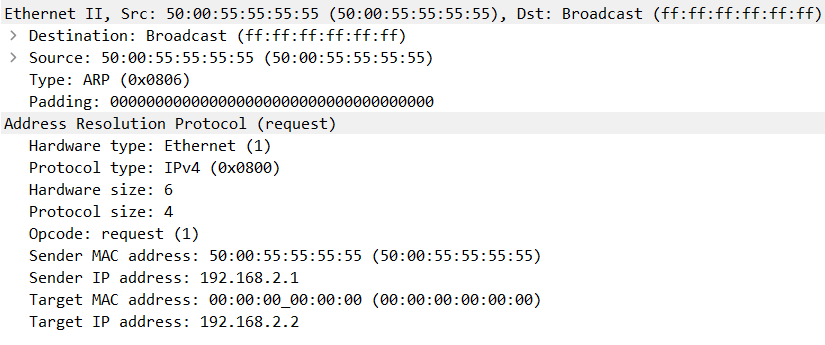 Ethernet II, Src: 50:00:55:55:55:55 (50:00:55:55:55:55), Dst: Broadcast (ff:ff:ff:ff:ff:ff)
Destination: Broadcast (ff:ff:ff:ff:ff:ff)
Source: 50:00:55:55:55:55 (50:00:55:55:55:55)
Type: ARP (0x0806)
Padding: 000000000000000000000000000000000000
Address Resolution Protocol (request)
Hardware type: Ethernet (1)
Protocol type: IPv4 (0x0800)
Hardware size: 6
Protocol size: 4
Opcode: request (1)
Sender MAC address: 50:00:55:55:55:55 (50:00:55:55:55:55)
Sender IP address: 192.168.2.1
Target MAC address: 00:00:00_00:00:00 (00:00:00:00:00:00)
Target IP address: 192.168.2.2